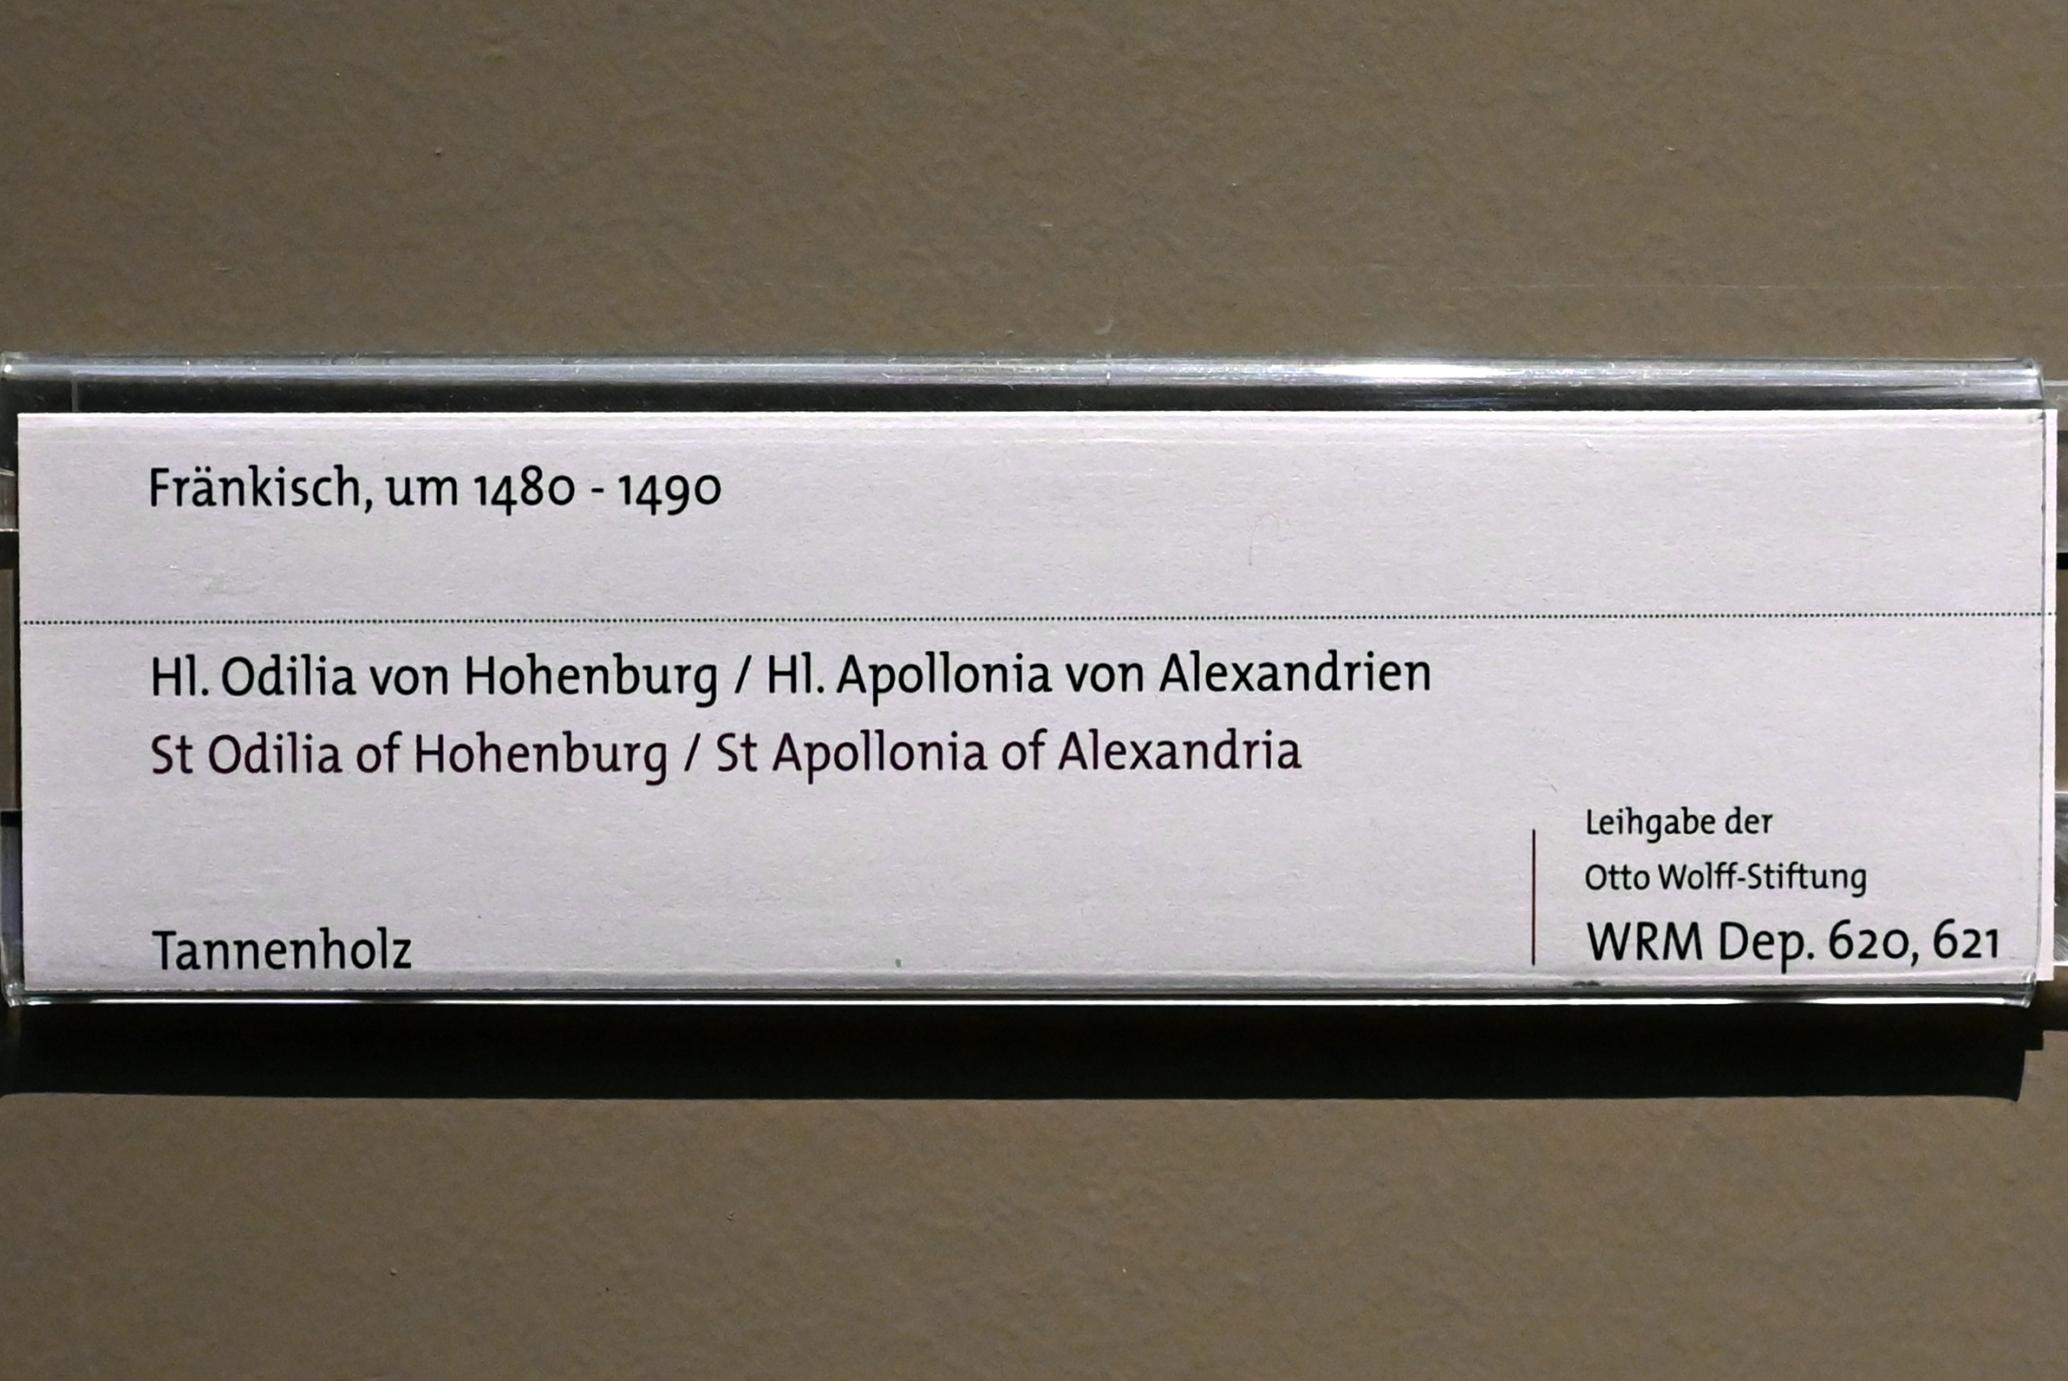 Fränkisch, um 1480 - 1490
Hl. Odilia von Hohenburg / Hl. Apollonia von Alexandrien
St Odilia of Hohenburg / St Apollonia of Alexandria
Tannenholz
Leihgabe der
Otto Wolff-Stiftung
WRM Dep. 620, 621